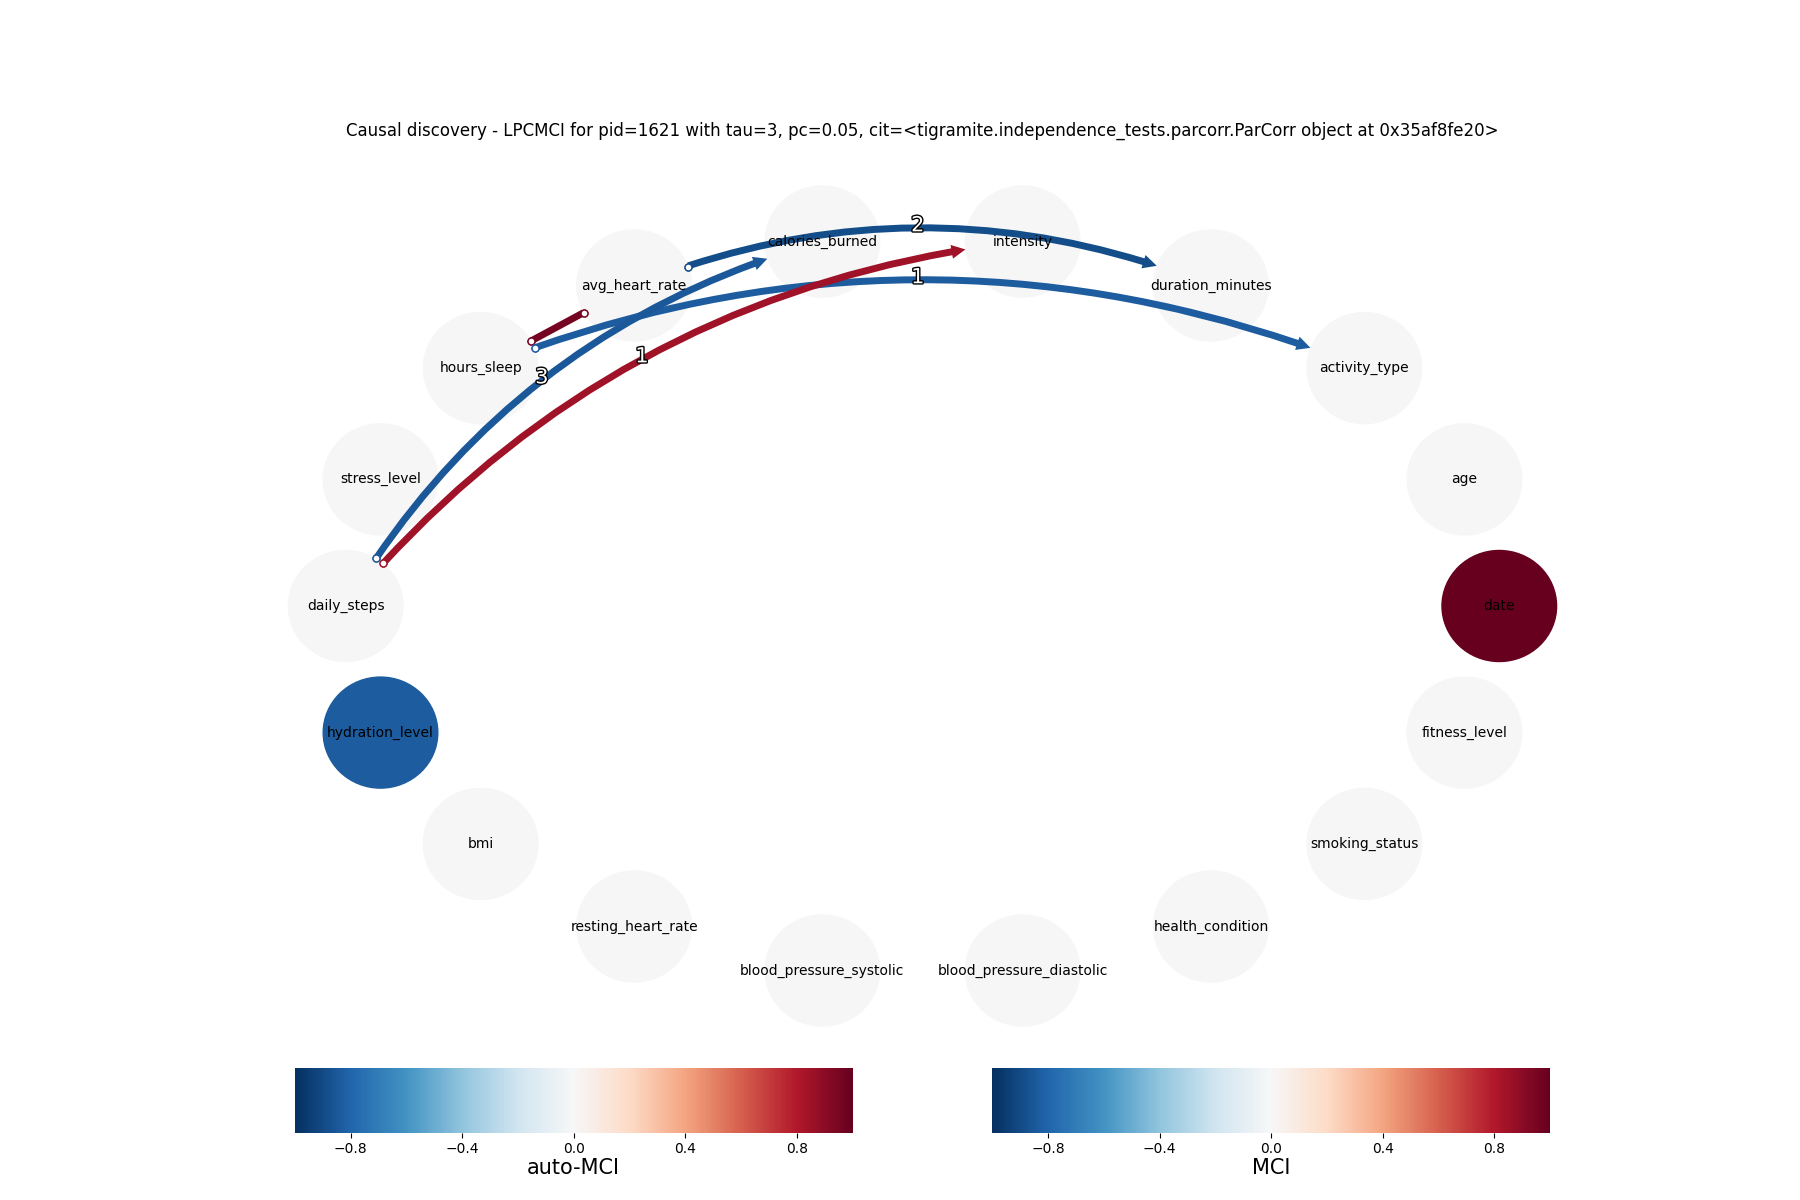 Causal discovery - LPCMCI for pid=1621 with tau=3, pc=0.05, cit=<tigramite.independence_tests.parcorr.ParCorr object at 0x35af8fe20>
2
calories_burned
intensity
1
avg_heart_rate
duration_minutes
1
3
hours_sleep
activity_type
stress_level
age
daily_steps
date
hydration_level
fitness_level
bmi
smoking_status
resting_heart_rate
health_condition
blood_pressure_systolic
blood_pressure_diastolic
−0.8 −0.4 0.0 0.4 0.8
auto-MCI
−0.8 −0.4 0.0 0.4 0.8
MCI